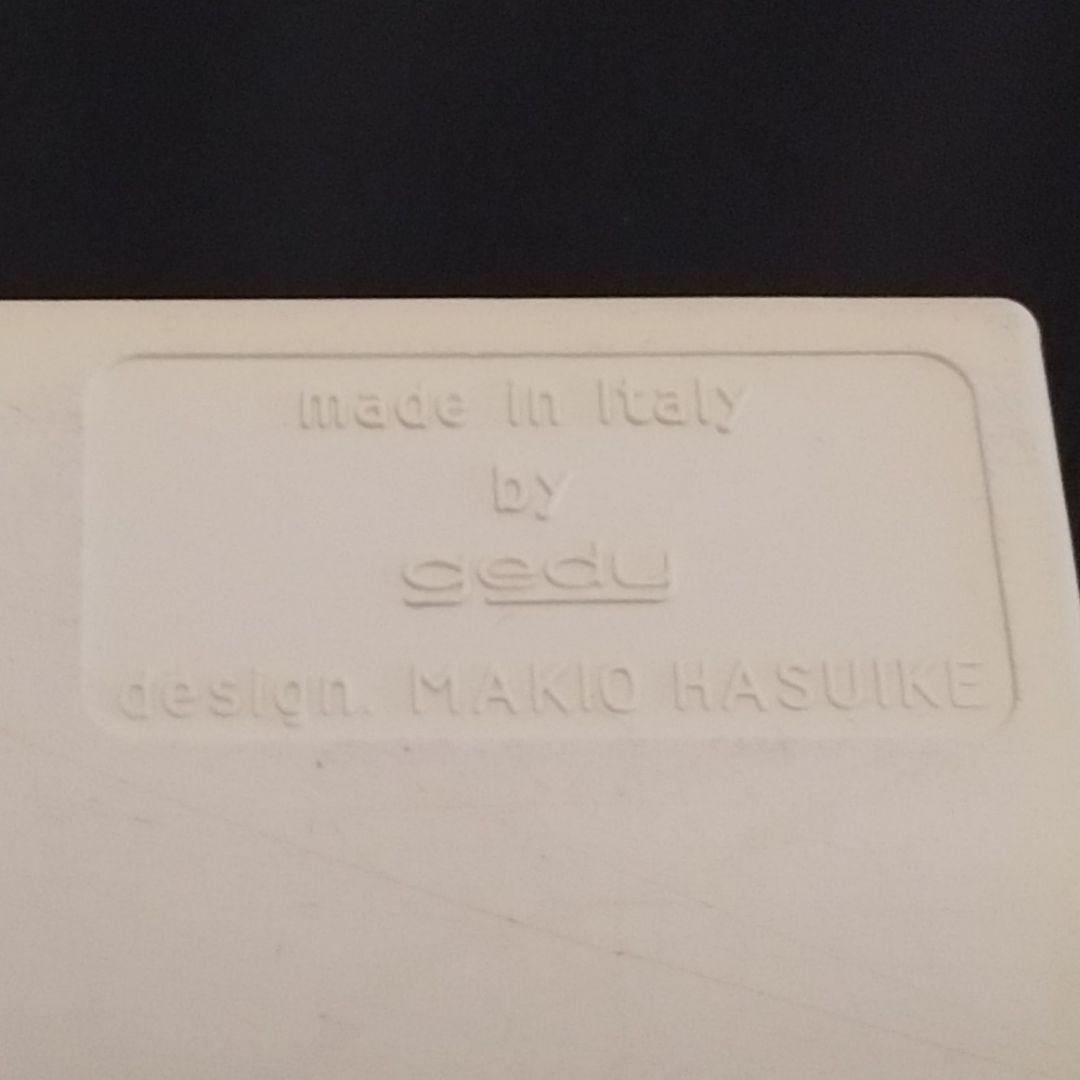 made in Italy
by
gedy
design. MAKIO HASUIKE